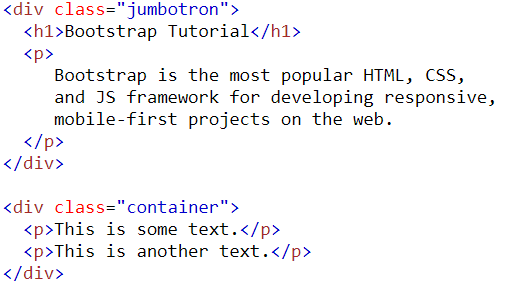 <div class="jumbotron">
  <h1>Bootstrap Tutorial</h1>
  <p>
     Bootstrap is the most popular HTML, CSS,
     and JS framework for developing responsive,
     mobile-first projects on the web.
  </p>
</div>

<div class="container">
  <p>This is some text.</p>
  <p>This is another text.</p>
</div>